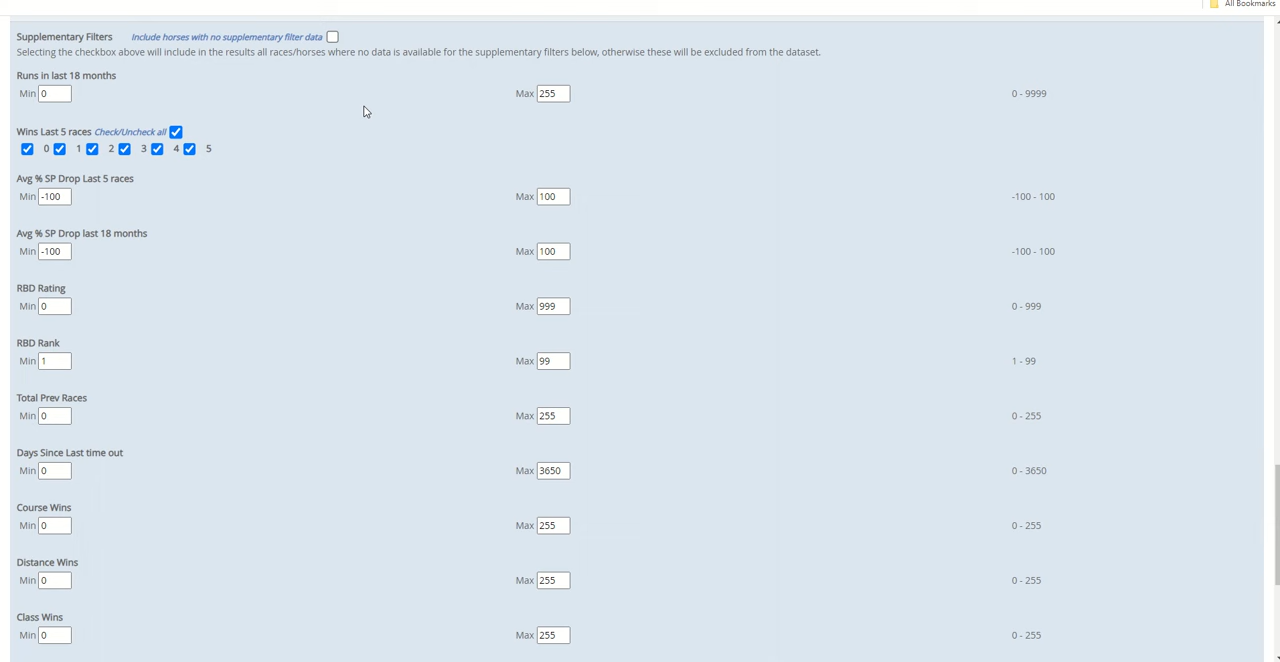 All Bookmarks
Supplementary Filters Include horses with no supplementary filter data
Selecting the checkbox above will include in the results all races/horses where no data is available for the supplementary filters below, otherwise these will be excluded from the dataset.
Runs in last 18 months
Min 0 Max 255 0 - 9999
Wins Last 5 races Check/Uncheck all
0 1 2 3 4 5
Avg % SP Drop Last 5 races
Min -100 Max 100 -100 - 100
Avg % SP Drop last 18 months
Min -100 Max 100 -100 - 100
RBD Rating
Min 0 Max 999 0 - 999
RBD Rank
Min 1 Max 99 1 - 99
Total Prev Races
Min 0 Max 255 0 - 255
Days Since Last time out
Min 0 Max 3650 0 - 3650
Course Wins
Min 0 Max 255 0 - 255
Distance Wins
Min 0 Max 255 0 - 255
Class Wins
Min 0 Max 255 0 - 255